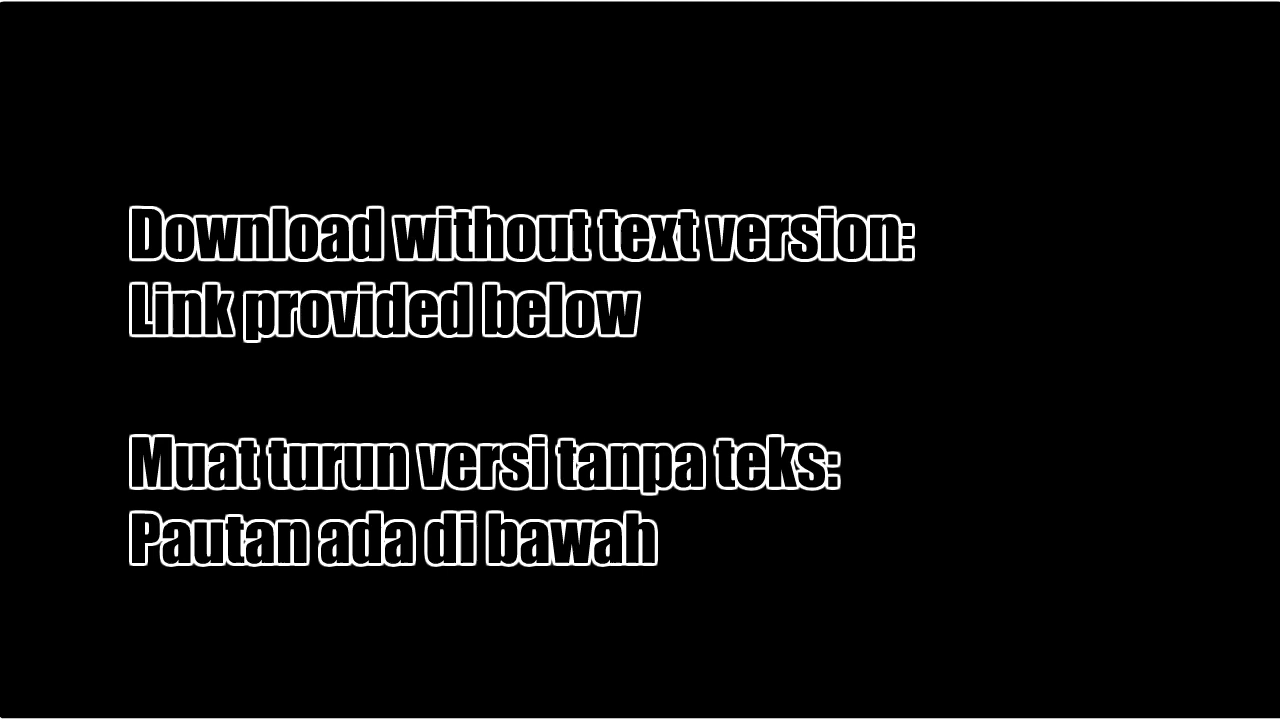 Download without text version:
Link provided below
Muat turun versi tanpa teks:
Pautan ada di bawah